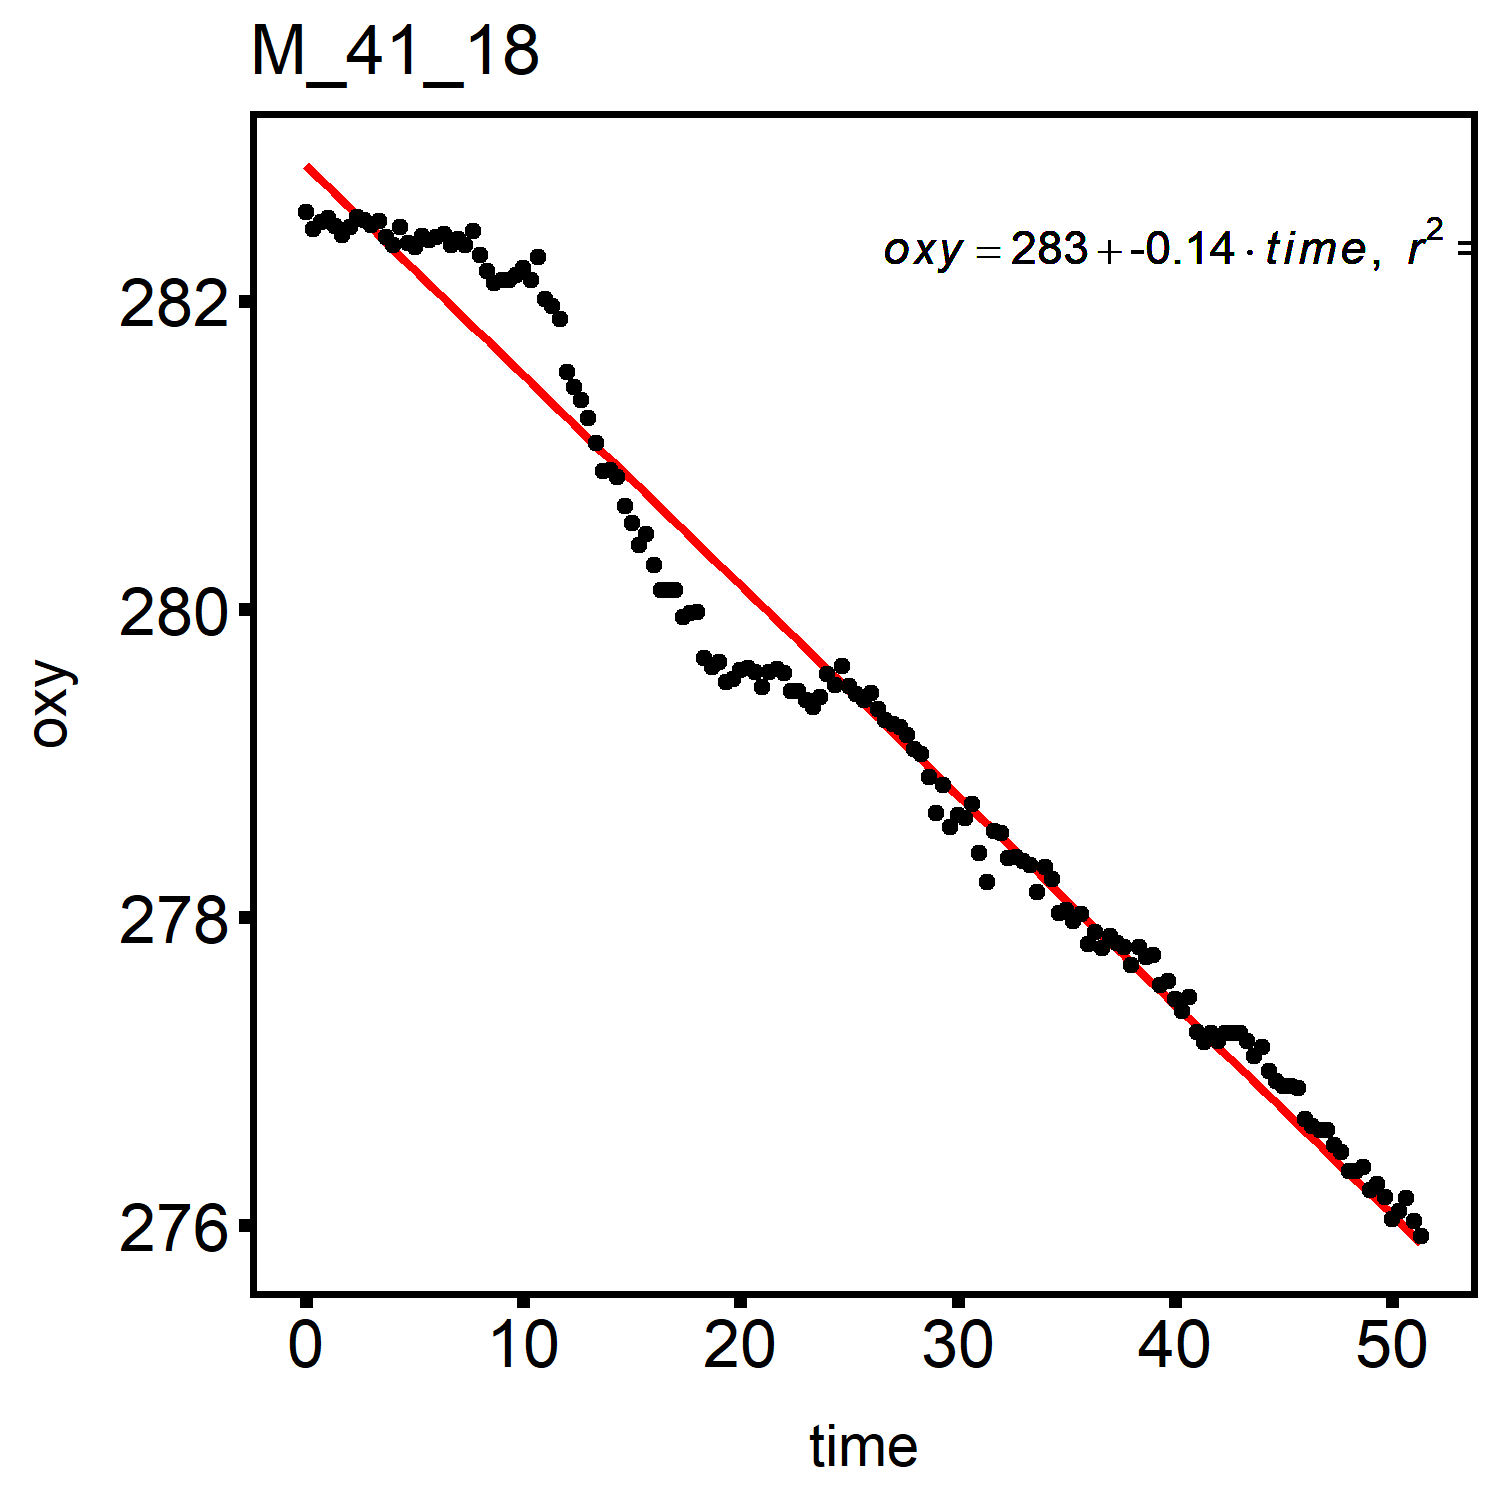 M_41_18
oxy = 283 + -0.14 · time, r² =
282
280
278
276
oxy
0 10 20 30 40 50
time